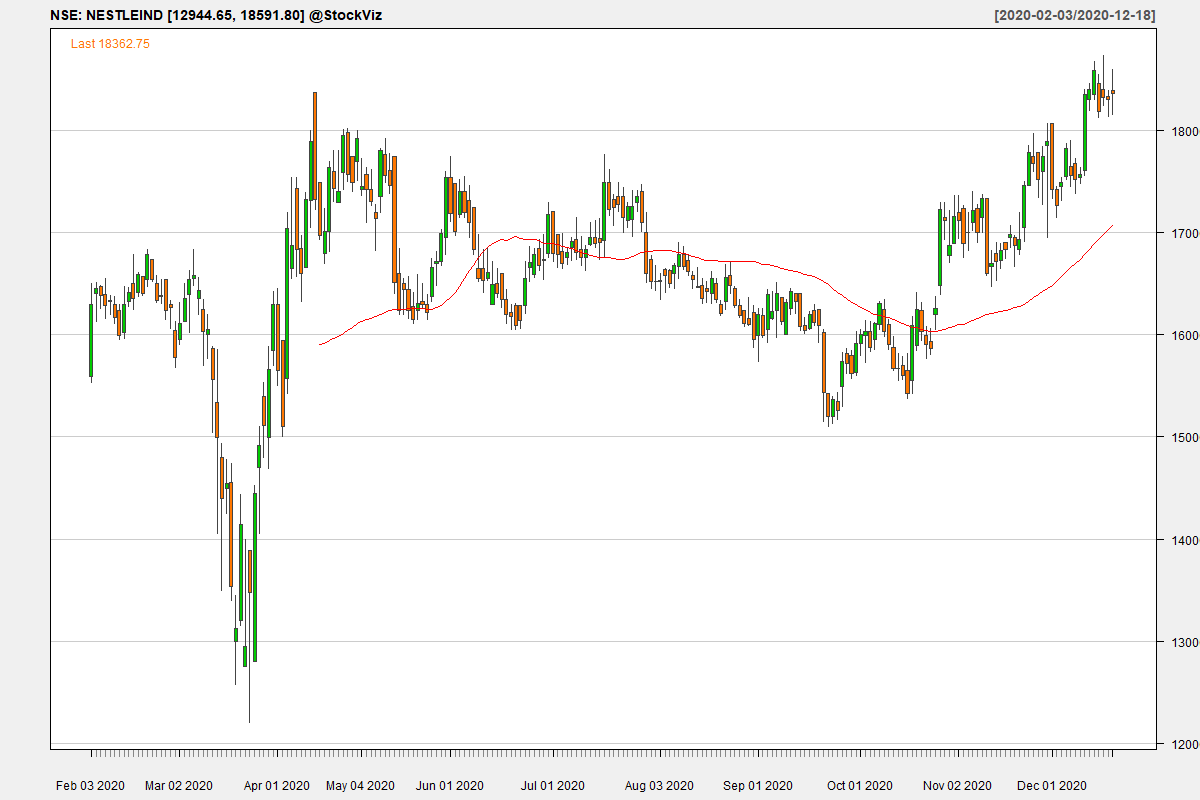 NSE: NESTLEIND [12944.65, 18591.80] @StockViz [2020-02-03/2020-12-18]
Last 18362.75
1800
1700
1600
1500
1400
1300
1200
Feb 03 2020 Mar 02 2020 Apr 01 2020 May 04 2020 Jun 01 2020 Jul 01 2020 Aug 03 2020 Sep 01 2020 Oct 01 2020 Nov 02 2020 Dec 01 2020